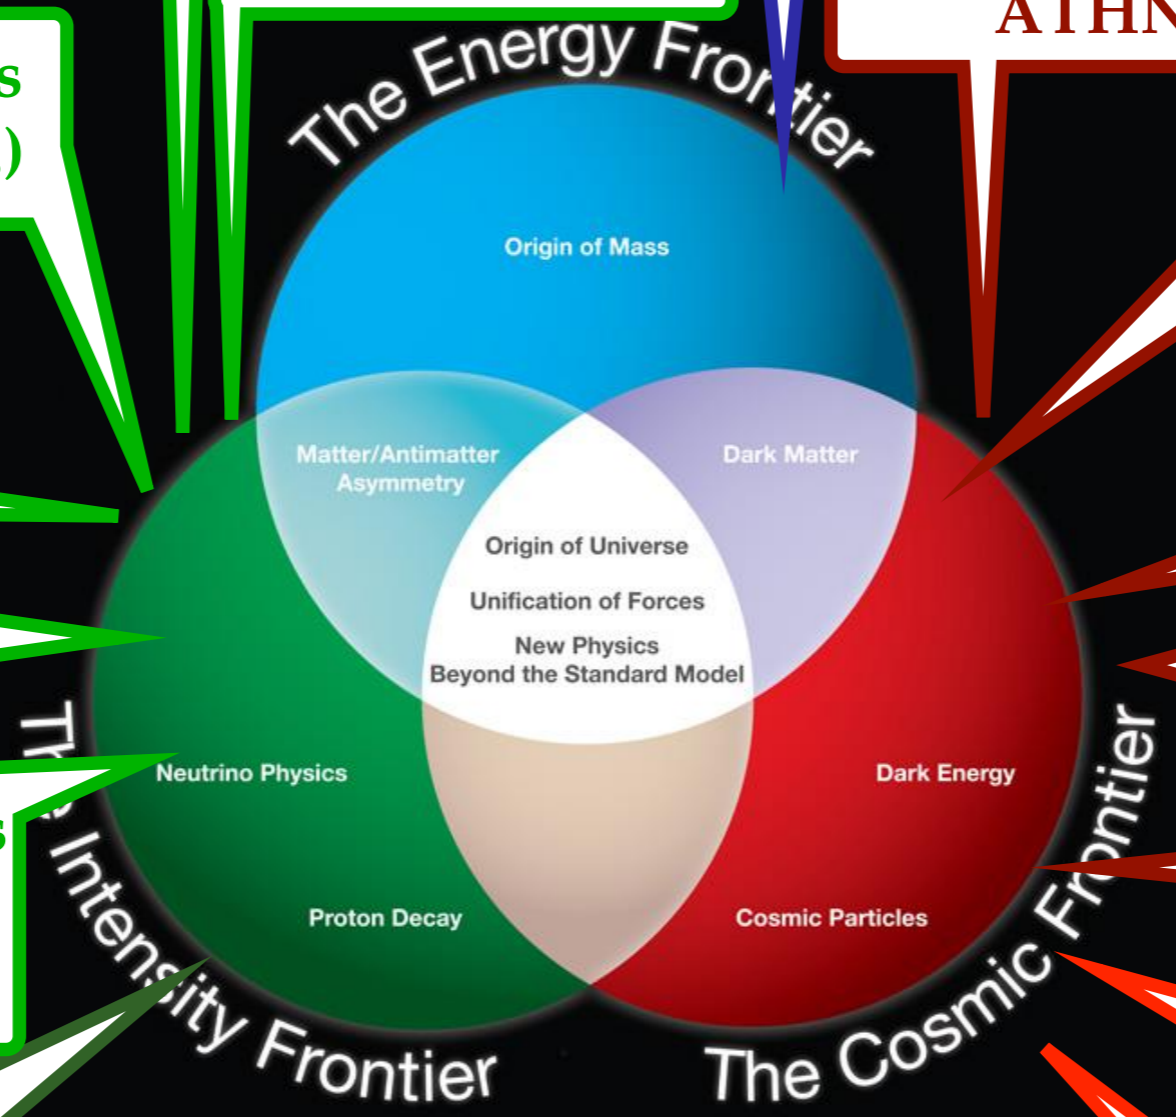 ATHN
s
)
The Energy Frontier
Origin of Mass
Matter/Antimatter
Asymmetry
Dark Matter
Origin of Universe
Unification of Forces
New Physics
Beyond the Standard Model
Neutrino Physics
Dark Energy
s
Proton Decay
Cosmic Particles
The Intensity Frontier
The Cosmic Frontier